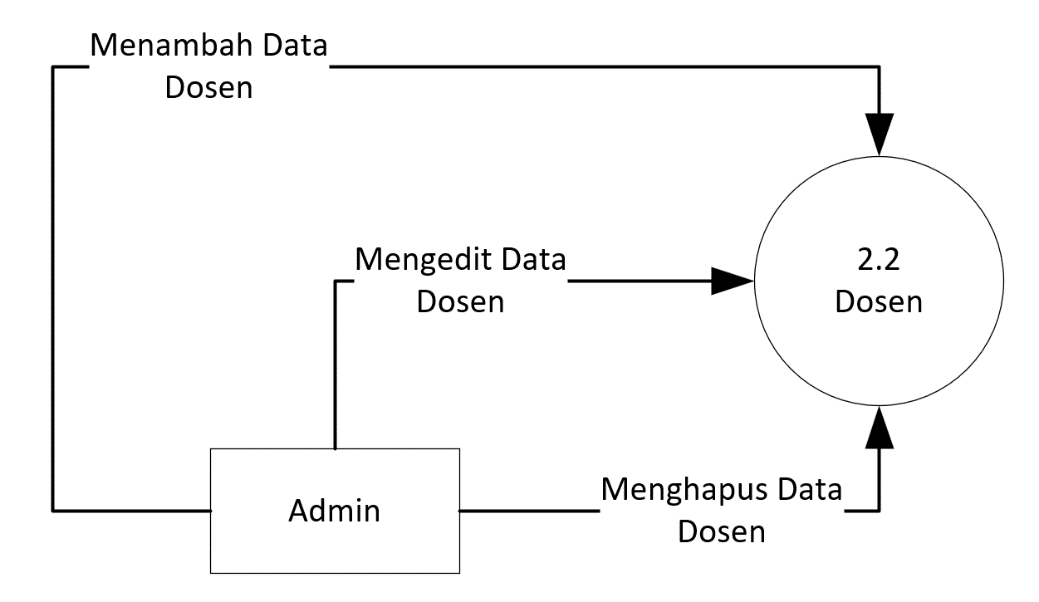 Menambah Data
Dosen
Mengedit Data
Dosen
2.2
Dosen
Admin
Menghapus Data
Dosen